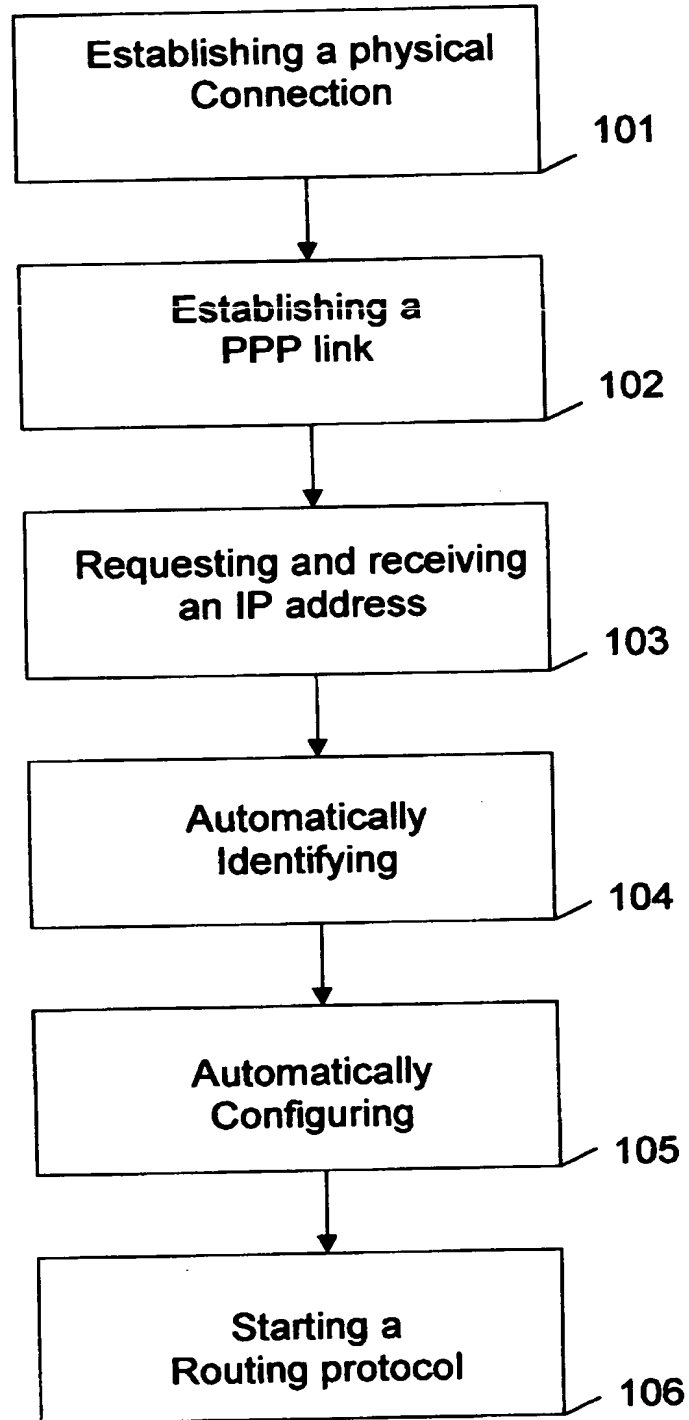 Establishing a physical
Connection
101
Establishing a
PPP link
102
Requesting and receiving
an IP address
103
Automatically
Identifying
104
Automatically
Configuring
105
Starting a
Routing protocol
106